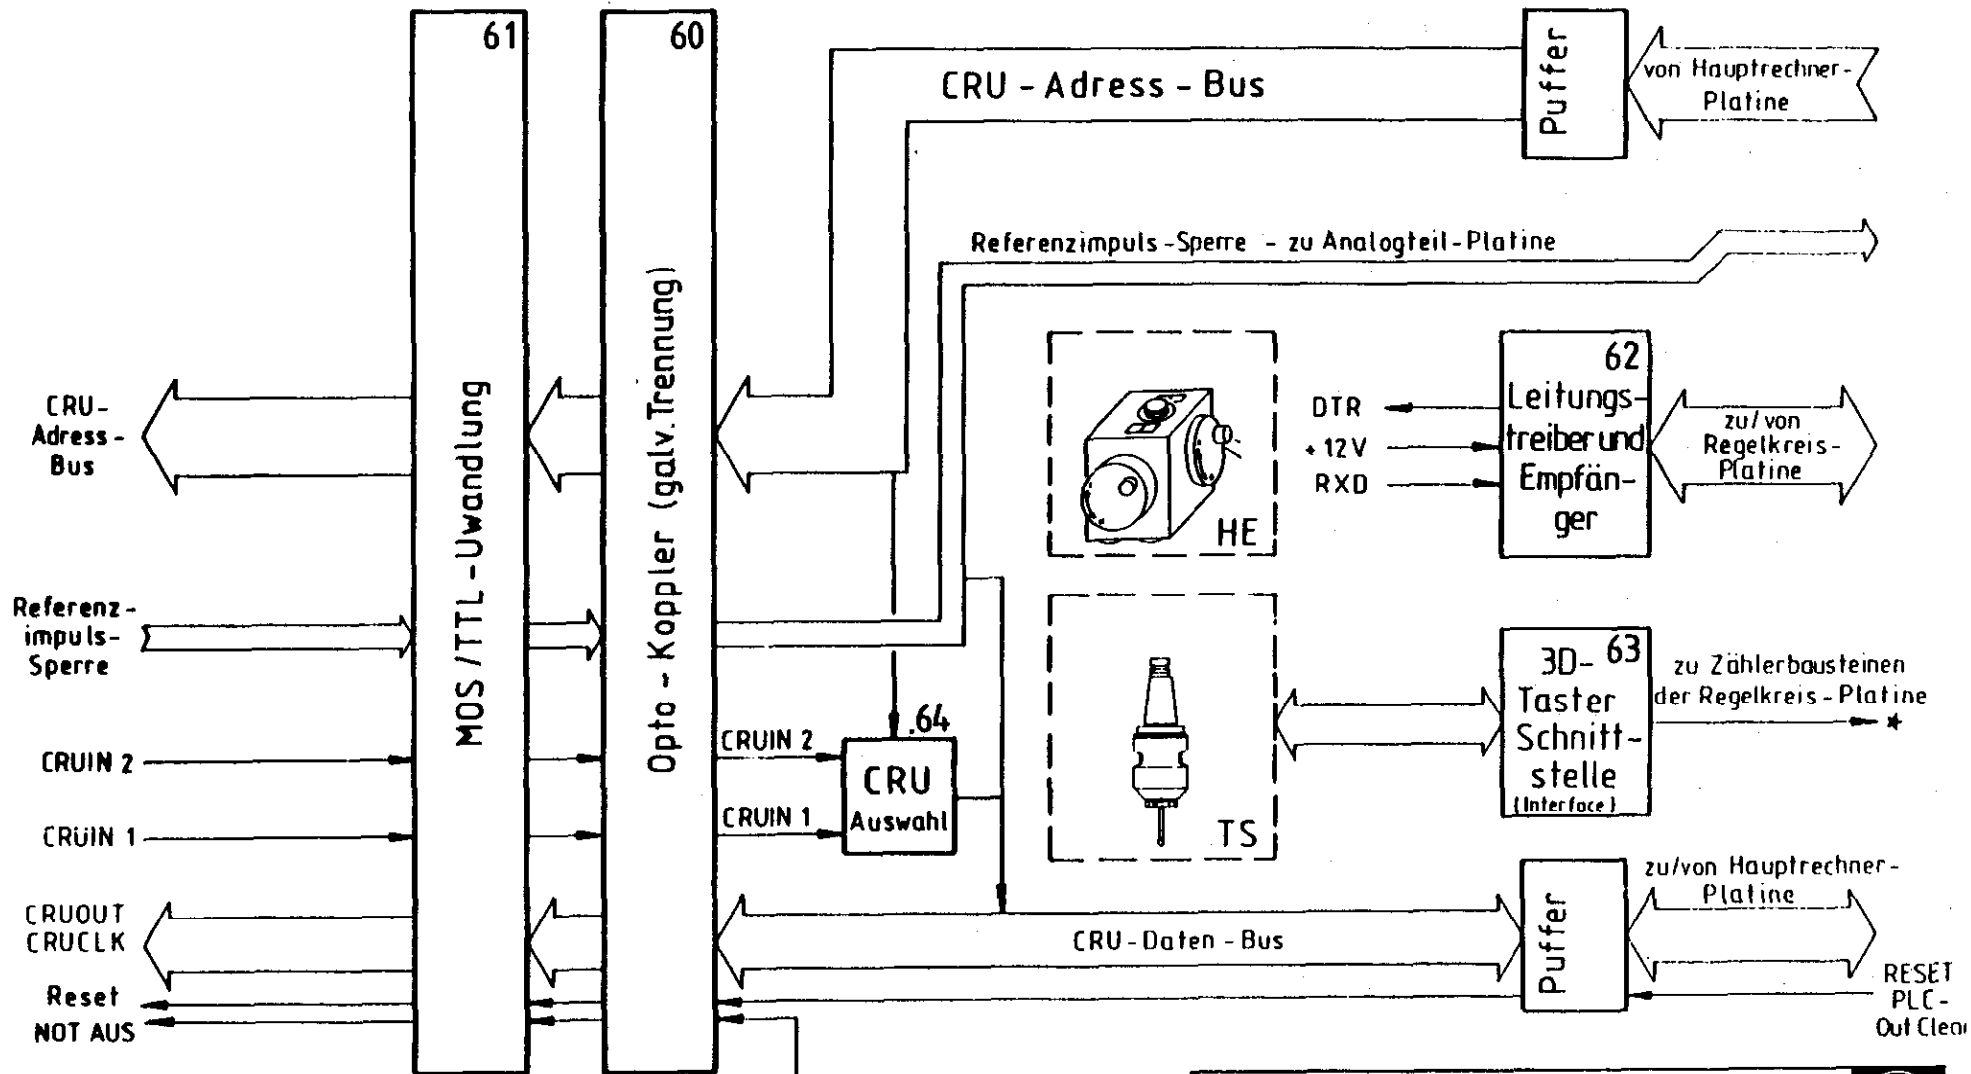 61
60
MOS/TTL-Uwandlung
Opto-Koppler (galv. Trennung)
CRU-Adress-Bus
Puffer
von Hauptrechner-
Platine
Referenzimpuls-Sperre - zu Analogteil-Platine
CRU-
Adress-
Bus
HE
DTR
+12V
RXD
62
Leitungs-
treiber und
Empfän-
ger
zu/von
Regelkreis-
Platine
Referenz-
impuls-
Sperre
TS
3D- 63
Taster
Schnitt-
stelle
(Interface)
zu Zählerbausteinen
der Regelkreis-Platine
*
CRUIN 2
CRUIN 1
CRUIN 2
CRUIN 1
.64
CRU
Auswahl
CRUOUT
CRUCLK
Reset
NOT AUS
CRU-Daten-Bus
Puffer
zu/von Hauptrechner-
Platine
RESET
PLC-
Out